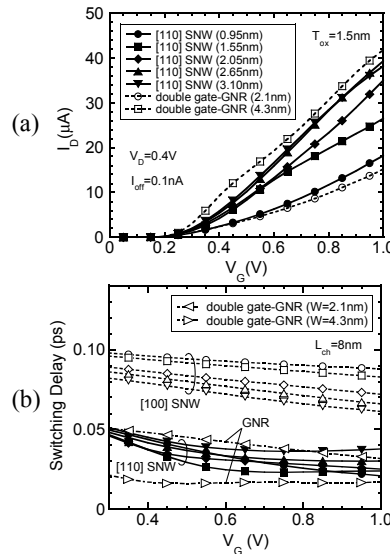 (a)
50
40
30
20
10
0
I_D(μA)
[110] SNW (0.95nm)
[110] SNW (1.55nm)
[110] SNW (2.05nm)
[110] SNW (2.65nm)
[110] SNW (3.10nm)
double gate-GNR (2.1nm)
double gate-GNR (4.3nm)
T_ox=1.5nm
V_D=0.4V
I_off=0.1nA
0 0.2 0.4 0.6 0.8 1.0
V_G(V)
(b)
Switching Delay (ps)
0.10
0.05
0.00
double gate-GNR (W=2.1nm)
double gate-GNR (W=4.3nm)
L_ch=8nm
[100] SNW
GNR
[110] SNW
0.4 0.6 0.8 1.0
V_G(V)